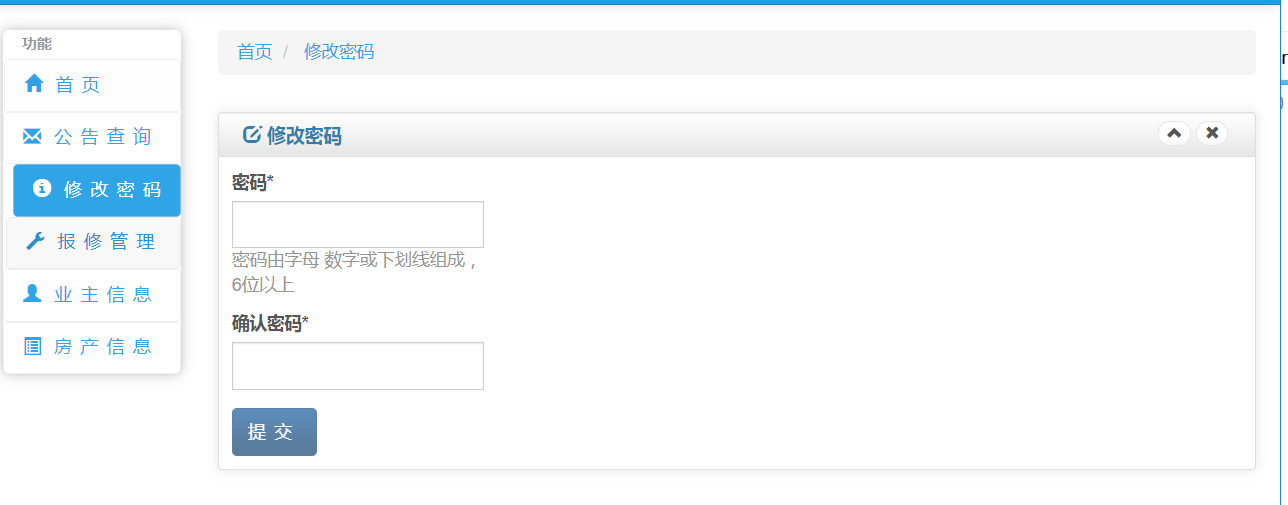 功能
首 页
公 告 查 询
修 改 密 码
报 修 管 理
业 主 信 息
房 产 信 息
首页 / 修改密码
修改密码
密码*
密码由字母 数字或下划线组成，
6位以上
确认密码*
提 交